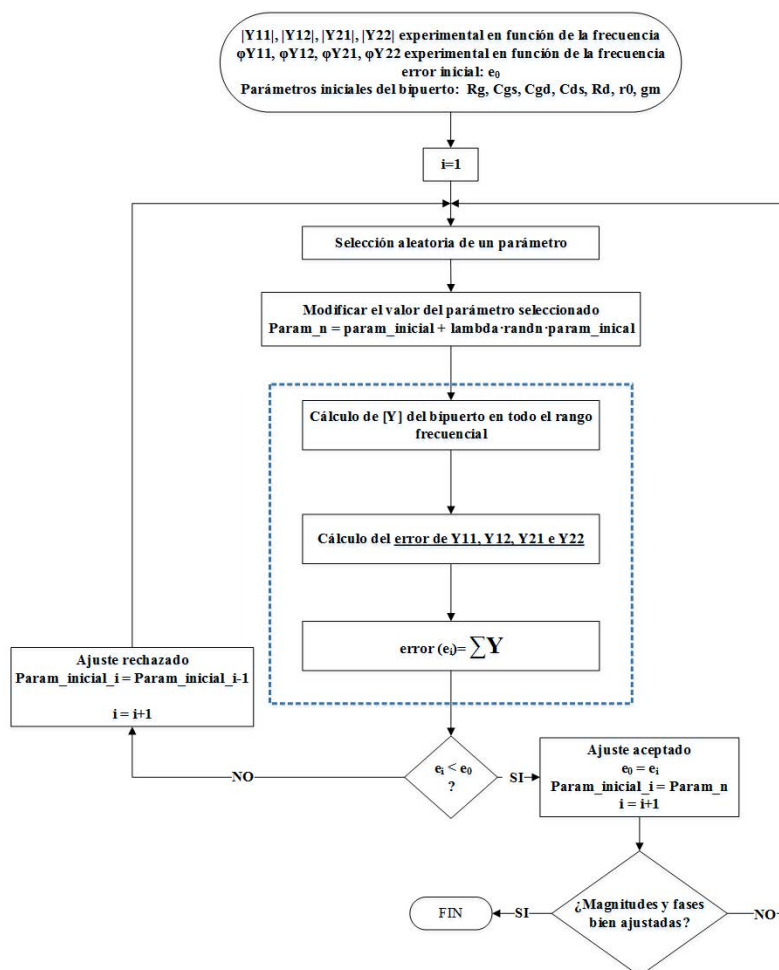 |Y11|, |Y12|, |Y21|, |Y22| experimental en función de la frecuencia
φY11, φY12, φY21, φY22 experimental en función de la frecuencia
error inicial: e₀
Parámetros iniciales del bipuerto: Rg, Cgs, Cgd, Cds, Rd, r0, gm
i=1
Selección aleatoria de un parámetro
Modificar el valor del parámetro seleccionado
Param_n = param_inicial + lambda·randn·param_inical
Cálculo de [Y] del bipuerto en todo el rango
frecuencial
Cálculo del error de Y11, Y12, Y21 e Y22
error (eᵢ)= ∑Y
Ajuste rechazado
Param_inicial_i = Param_inicial_i-1
i = i+1
NO
eᵢ < e₀
?
SI
Ajuste aceptado
e₀ = eᵢ
Param_inicial_i = Param_n
i = i+1
¿Magnitudes y fases
bien ajustadas?
NO
SI
FIN